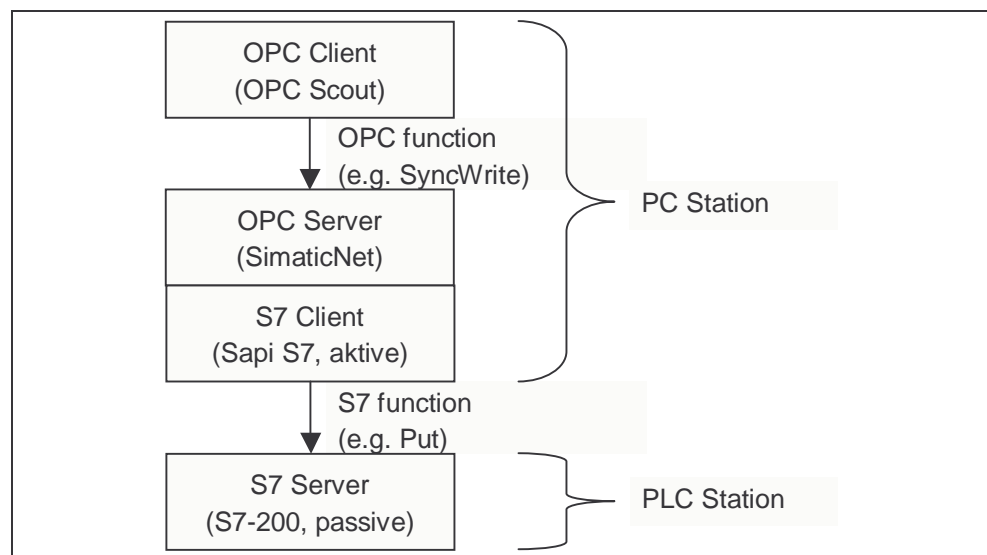 OPC Client
(OPC Scout)
OPC function
(e.g. SyncWrite)
OPC Server
(SimaticNet)
PC Station
S7 Client
(Sapi S7, aktive)
S7 function
(e.g. Put)
S7 Server
(S7-200, passive)
PLC Station